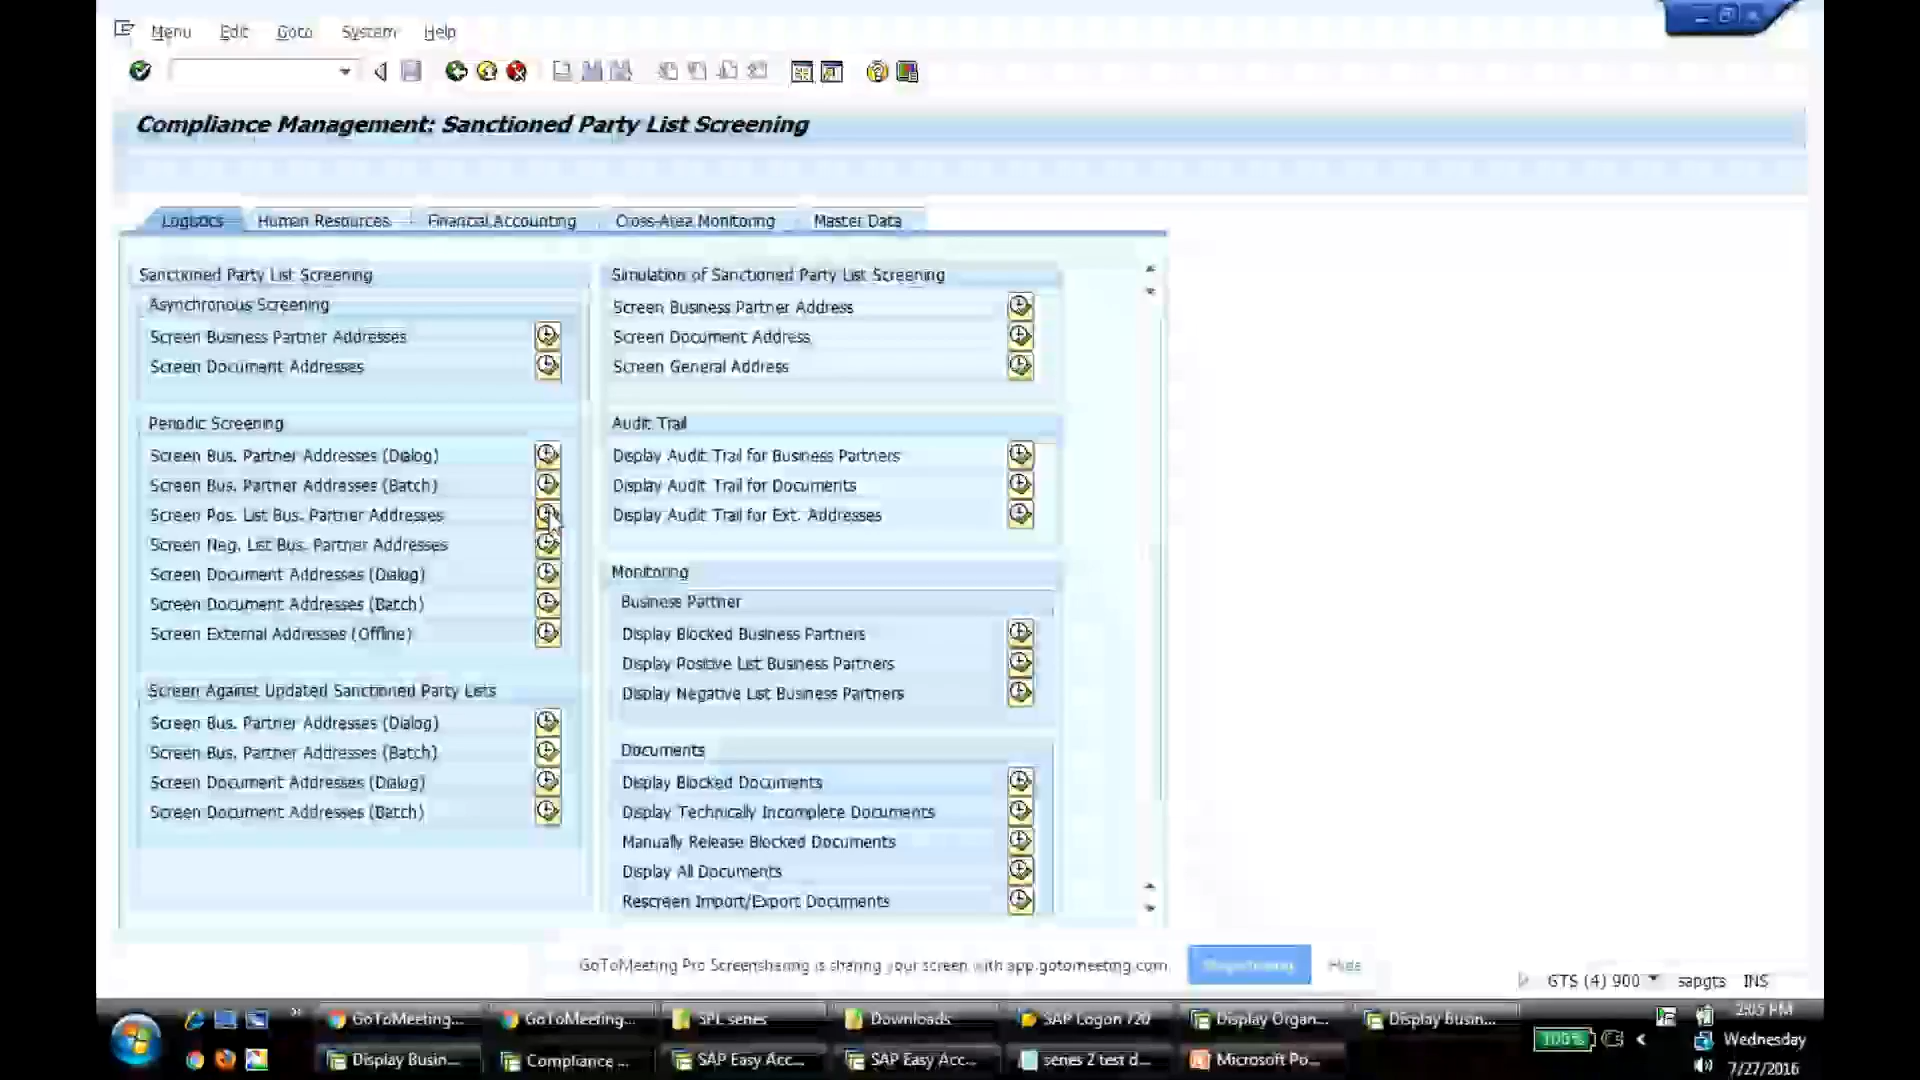 Menu Edit Goto System Help
Compliance Management: Sanctioned Party List Screening
Logistics Human Resources Financial Accounting Cross-Area Monitoring Master Data
Sanctioned Party List Screening
Asynchronous Screening
Screen Business Partner Addresses
Screen Document Addresses
Periodic Screening
Screen Bus. Partner Addresses (Dialog)
Screen Bus. Partner Addresses (Batch)
Screen Pos. List Bus. Partner Addresses
Screen Neg. List Bus. Partner Addresses
Screen Document Addresses (Dialog)
Screen Document Addresses (Batch)
Screen External Addresses (Offline)
Screen Against Updated Sanctioned Party Lists
Screen Bus. Partner Addresses (Dialog)
Screen Bus. Partner Addresses (Batch)
Screen Document Addresses (Dialog)
Screen Document Addresses (Batch)
Simulation of Sanctioned Party List Screening
Screen Business Partner Address
Screen Document Address
Screen General Address
Audit Trail
Display Audit Trail for Business Partners
Display Audit Trail for Documents
Display Audit Trail for Ext. Addresses
Monitoring
Business Partner
Display Blocked Business Partners
Display Positive List Business Partners
Display Negative List Business Partners
Documents
Display Blocked Documents
Display Technically Incomplete Documents
Manually Release Blocked Documents
Display All Documents
Rescreen Import/Export Documents
GoToMeeting Pro Screensharing is sharing your screen with app.gotomeeting.com. Stop sharing Hide
GTS (4) 900 sapgts INS
GoToMeeting... GoToMeeting... SPL series Downloads SAP Logon 720 Display Organ... Display Busin... 2:05 PM
Display Busin... Compliance ... SAP Easy Acc... SAP Easy Acc... series 2 test d... Microsoft Po... 100% Wednesday
7/27/2016